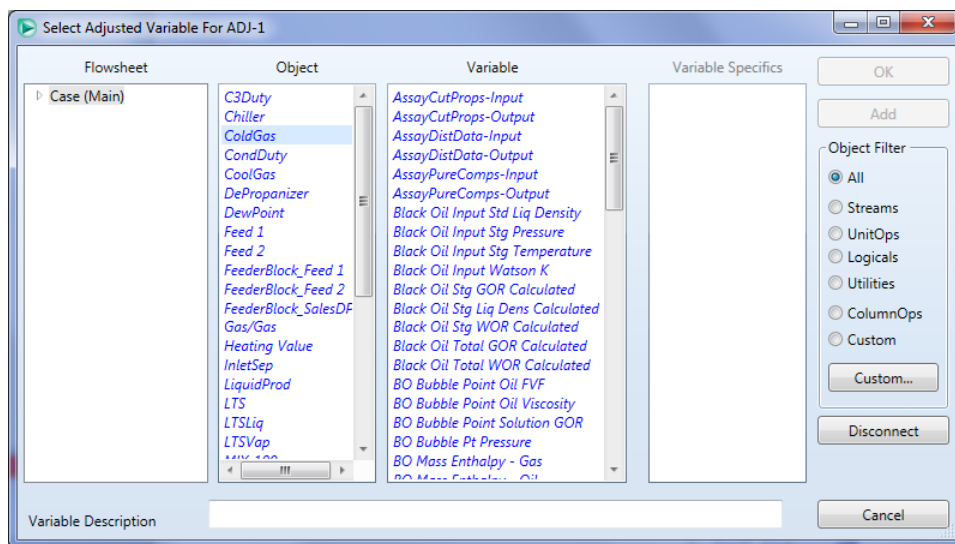 Select Adjusted Variable For ADJ-1
Flowsheet
Case (Main)
Object
C3Duty
Chiller
ColdGas
CondDuty
CoolGas
DePropanizer
DewPoint
Feed 1
Feed 2
FeederBlock_Feed 1
FeederBlock_Feed 2
FeederBlock_SalesDP
Gas/Gas
Heating Value
InletSep
LiquidProd
LTS
LTSLiq
LTSVap
MIX-100
Variable
AssayCutProps-Input
AssayCutProps-Output
AssayDistData-Input
AssayDistData-Output
AssayPureComps-Input
AssayPureComps-Output
Black Oil Input Std Liq Density
Black Oil Input Stg Pressure
Black Oil Input Stg Temperature
Black Oil Input Watson K
Black Oil Stg GOR Calculated
Black Oil Stg Liq Dens Calculated
Black Oil Stg WOR Calculated
Black Oil Total GOR Calculated
Black Oil Total WOR Calculated
BO Bubble Point Oil FVF
BO Bubble Point Oil Viscosity
BO Bubble Point Solution GOR
BO Bubble Pt Pressure
BO Mass Enthalpy - Gas
BO Mass Enthalpy - Oil
Variable Specifics
OK
Add
Object Filter
All
Streams
UnitOps
Logicals
Utilities
ColumnOps
Custom
Custom...
Disconnect
Cancel
Variable Description